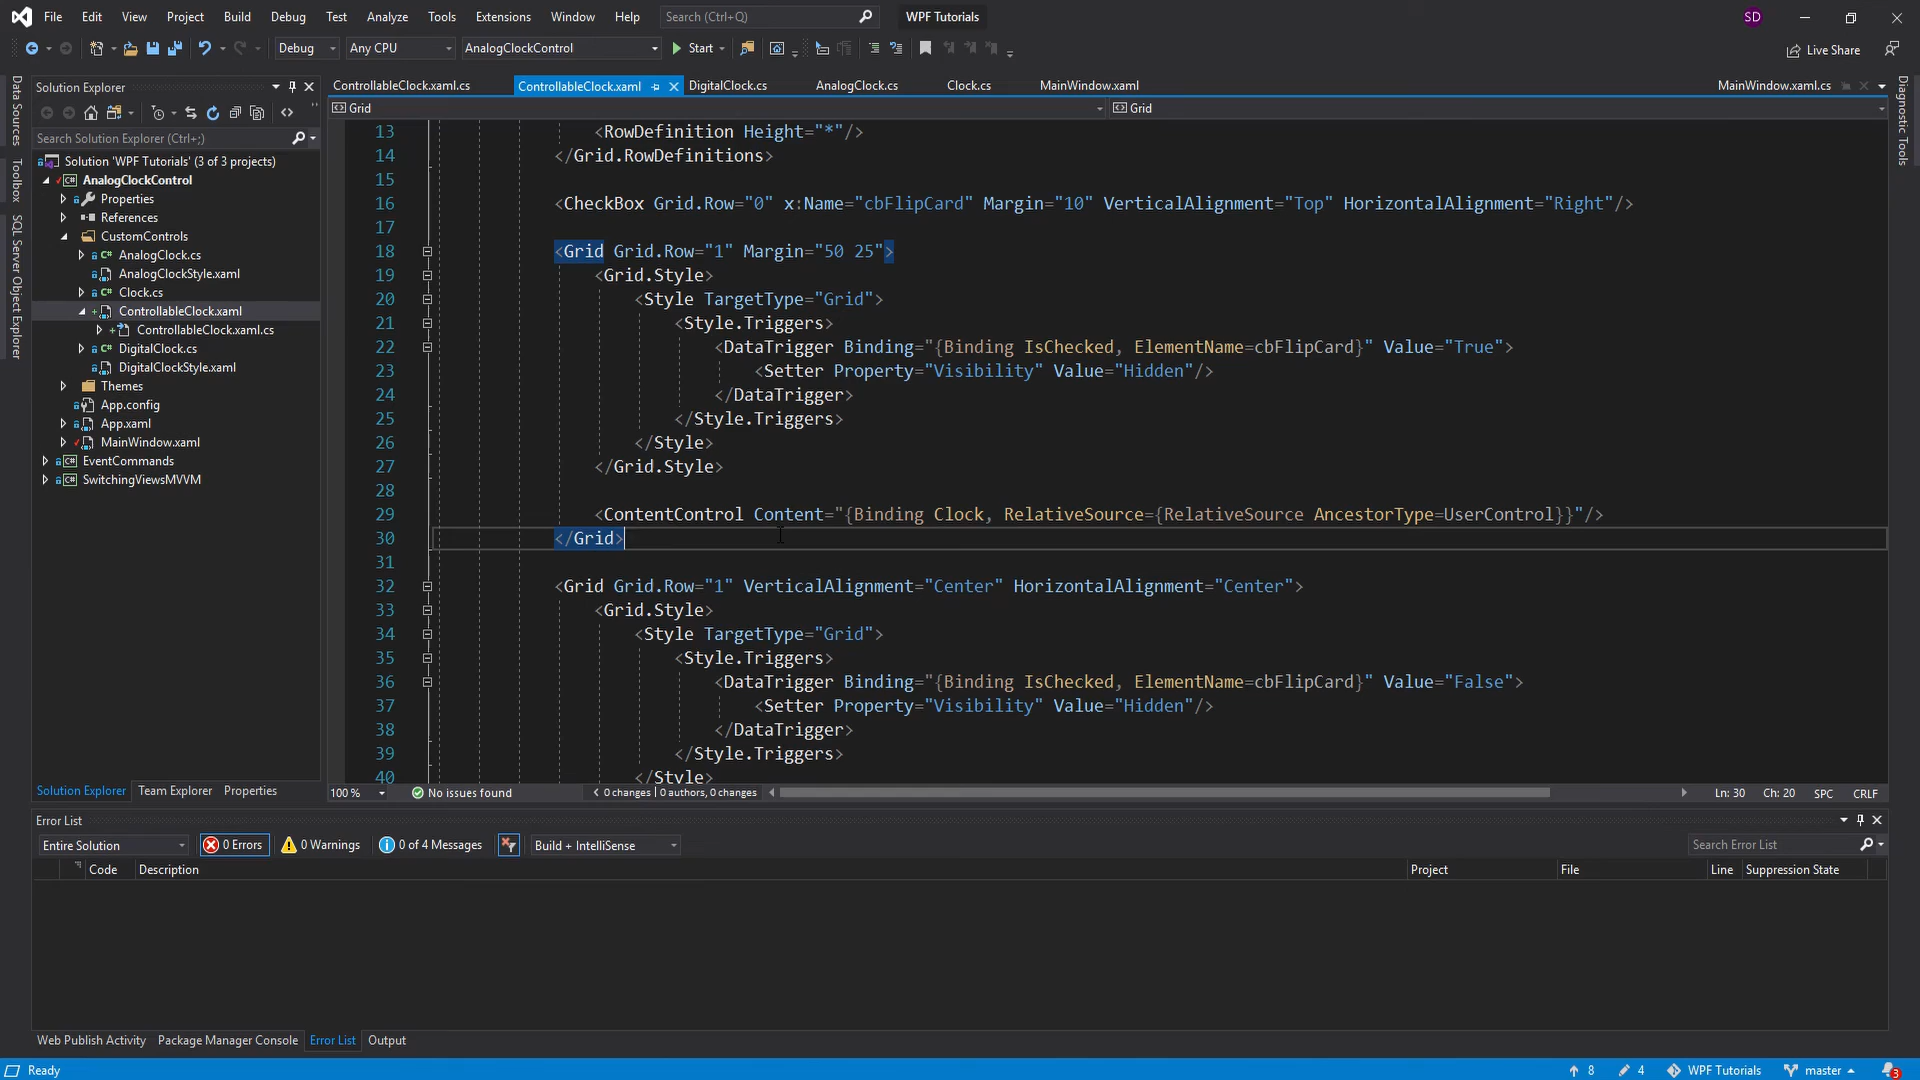 File Edit View Project Build Debug Test Analyze Tools Extensions Window Help Search (Ctrl+Q) WPF Tutorials SD
Debug Any CPU AnalogClockControl Start Live Share
Data Sources
Toolbox
SQL Server Object Explorer
Solution Explorer
Search Solution Explorer (Ctrl+;)
Solution 'WPF Tutorials' (3 of 3 projects)
AnalogClockControl
Properties
References
CustomControls
AnalogClock.cs
AnalogClockStyle.xaml
Clock.cs
ControllableClock.xaml
ControllableClock.xaml.cs
DigitalClock.cs
DigitalClockStyle.xaml
Themes
App.config
App.xaml
MainWindow.xaml
EventCommands
SwitchingViewsMVVM
Solution Explorer Team Explorer Properties
ControllableClock.xaml.cs ControllableClock.xaml DigitalClock.cs AnalogClock.cs Clock.cs MainWindow.xaml MainWindow.xaml.cs
Grid Grid
13 <RowDefinition Height="*"/>
14 </Grid.RowDefinitions>
15
16 <CheckBox Grid.Row="0" x:Name="cbFlipCard" Margin="10" VerticalAlignment="Top" HorizontalAlignment="Right"/>
17
18 <Grid Grid.Row="1" Margin="50 25">
19 <Grid.Style>
20 <Style TargetType="Grid">
21 <Style.Triggers>
22 <DataTrigger Binding="{Binding IsChecked, ElementName=cbFlipCard}" Value="True">
23 <Setter Property="Visibility" Value="Hidden"/>
24 </DataTrigger>
25 </Style.Triggers>
26 </Style>
27 </Grid.Style>
28
29 <ContentControl Content="{Binding Clock, RelativeSource={RelativeSource AncestorType=UserControl}}"/>
30 </Grid>
31
32 <Grid Grid.Row="1" VerticalAlignment="Center" HorizontalAlignment="Center">
33 <Grid.Style>
34 <Style TargetType="Grid">
35 <Style.Triggers>
36 <DataTrigger Binding="{Binding IsChecked, ElementName=cbFlipCard}" Value="False">
37 <Setter Property="Visibility" Value="Hidden"/>
38 </DataTrigger>
39 </Style.Triggers>
40 </Style>
100 % No issues found 0 changes | 0 authors, 0 changes Ln: 30 Ch: 20 SPC CRLF
Diagnostic Tools
Error List
Entire Solution 0 Errors 0 Warnings 0 of 4 Messages Build + IntelliSense Search Error List
Code Description Project File Line Suppression State
Web Publish Activity Package Manager Console Error List Output
Ready 8 4 WPF Tutorials master 3